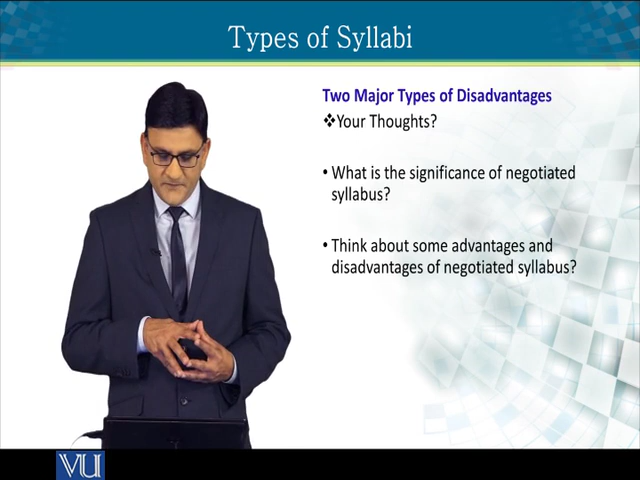 Types of Syllabi
Two Major Types of Disadvantages
❖Your Thoughts?
• What is the significance of negotiated
syllabus?
• Think about some advantages and
disadvantages of negotiated syllabus?
VU